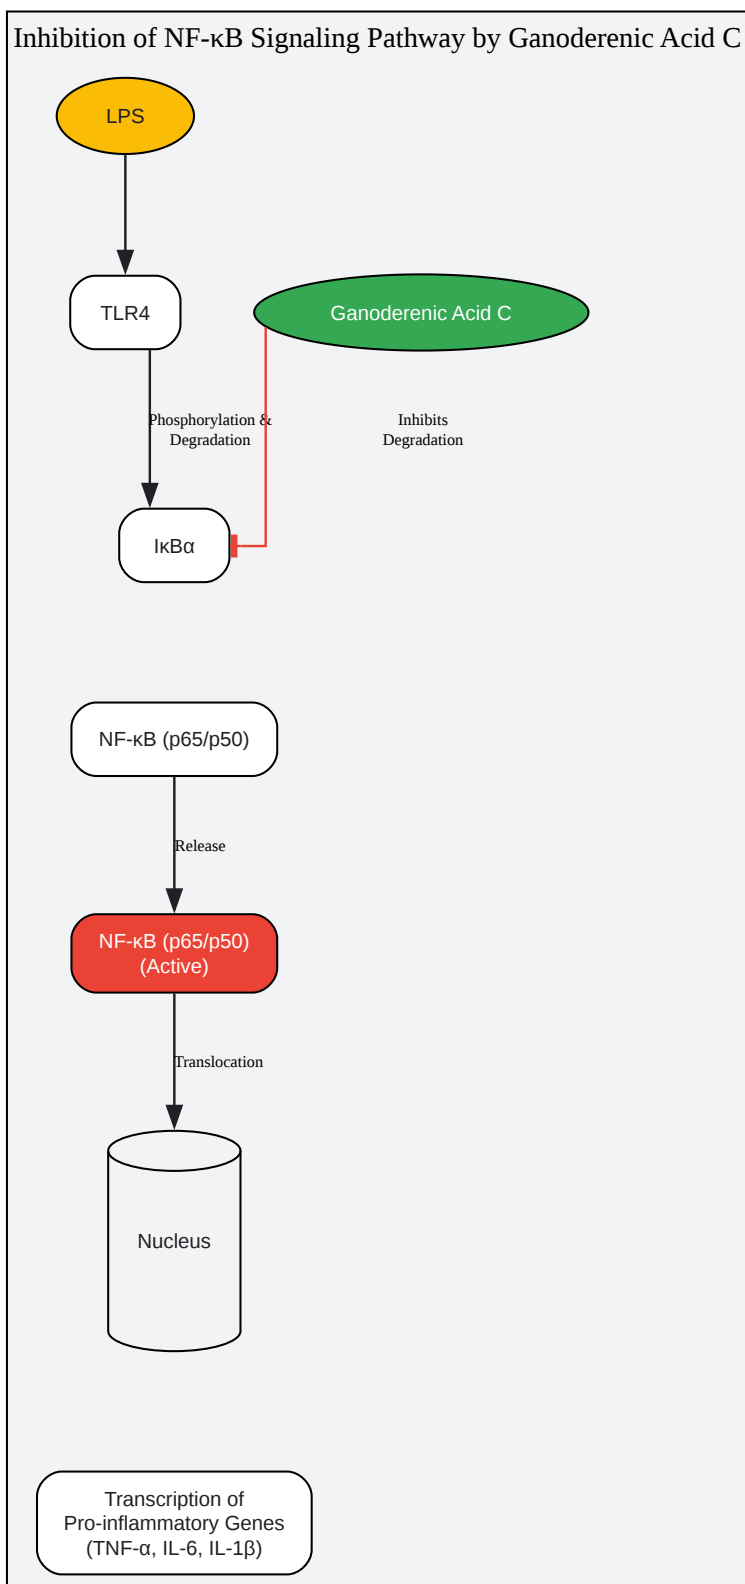 Inhibition of NF-κB Signaling Pathway by Ganoderenic Acid C
LPS
TLR4
Ganoderenic Acid C
Phosphorylation &
Degradation
Inhibits
Degradation
IκBα
NF-κB (p65/p50)
Release
NF-κB (p65/p50)
(Active)
Translocation
Nucleus
Transcription of
Pro-inflammatory Genes
(TNF-α, IL-6, IL-1β)